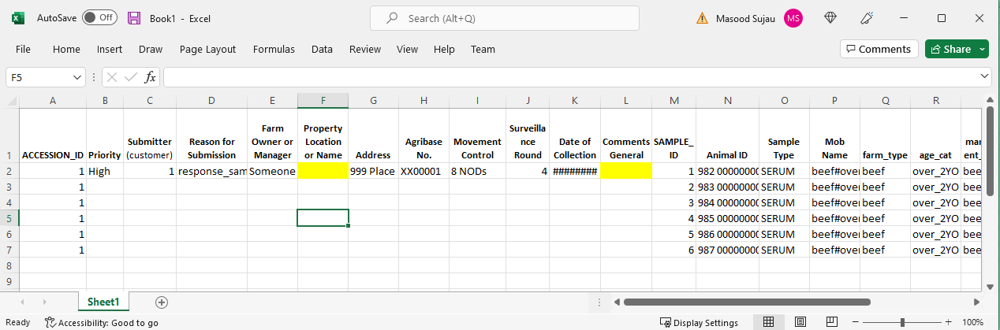 AutoSave Off Book1 - Excel Search (Alt+Q) Masood Sujau MS
File Home Insert Draw Page Layout Formulas Data Review View Help Team Comments Share
F5 fx
A B C D E F G H I J K L M N O P Q R
1 ACCESSION_ID Priority Submitter (customer) Reason for Submission Farm Owner or Manager Property Location or Name Address Agribase No. Movement Control Surveilla nce Round Date of Collection Comments General SAMPLE_ ID Animal ID Sample Type Mob Name farm_type age_cat mar ent_
2 1 High 1 response_sam Someone 999 Place XX00001 8 NODs 4 ######## 1 982 00000000 SERUM beef#over beef over_2YO bee
3 1 2 983 00000000 SERUM beef#over beef over_2YO bee
4 1 3 984 00000000 SERUM beef#over beef over_2YO bee
5 1 4 985 00000000 SERUM beef#over beef over_2YO bee
6 1 5 986 00000000 SERUM beef#over beef over_2YO bee
7 1 6 987 00000000 SERUM beef#over beef over_2YO bee
8
9
Sheet1
Ready Accessibility: Good to go Display Settings 100%